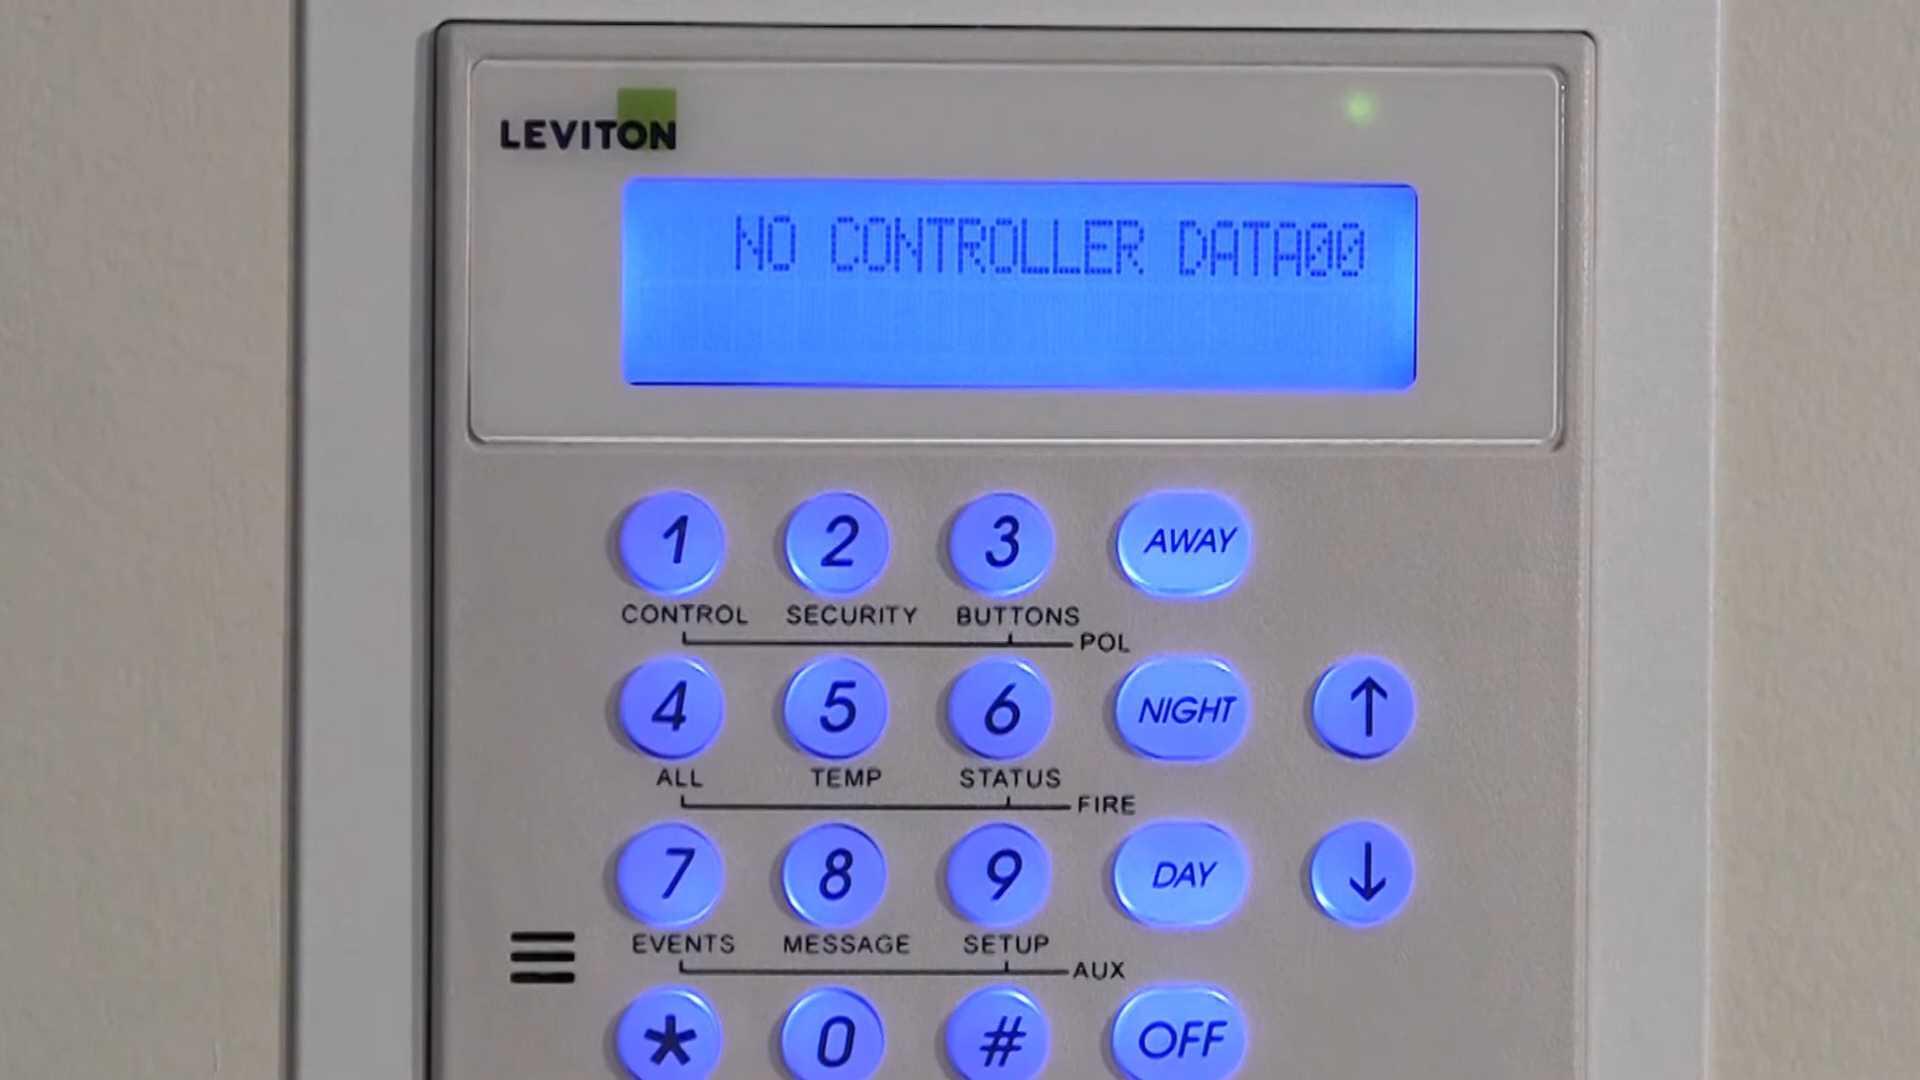 LEVITON
NO CONTROLLER DATA00
1 2 3 AWAY
CONTROL SECURITY BUTTONS
POL
4 5 6 NIGHT ↑
ALL TEMP STATUS
FIRE
7 8 9 DAY ↓
EVENTS MESSAGE SETUP
AUX
* 0 # OFF